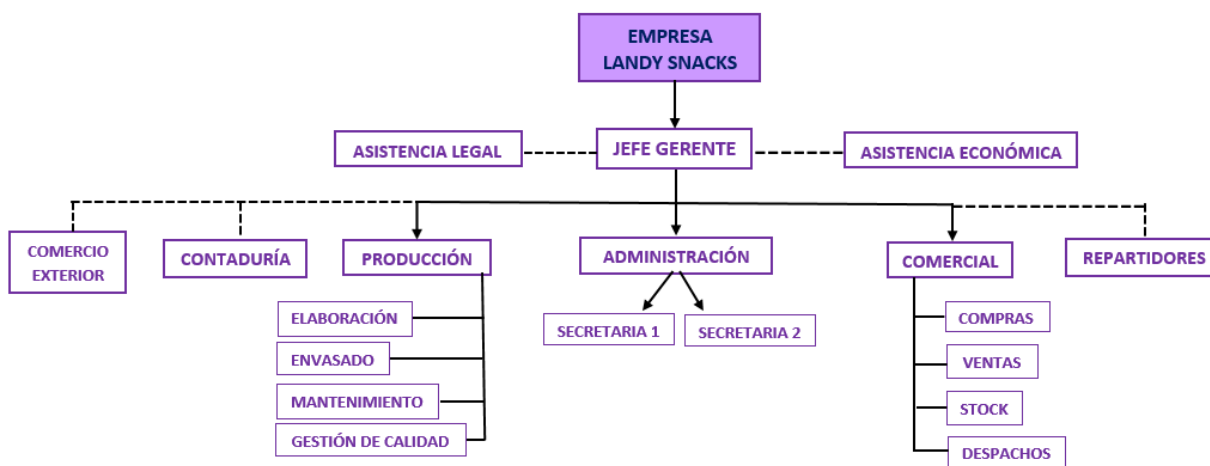 EMPRESA
LANDY SNACKS
ASISTENCIA LEGAL
JEFE GERENTE
ASISTENCIA ECONÓMICA
COMERCIO
EXTERIOR
CONTADURÍA
PRODUCCIÓN
ADMINISTRACIÓN
COMERCIAL
REPARTIDORES
ELABORACIÓN
ENVASADO
MANTENIMIENTO
GESTIÓN DE CALIDAD
SECRETARIA 1
SECRETARIA 2
COMPRAS
VENTAS
STOCK
DESPACHOS